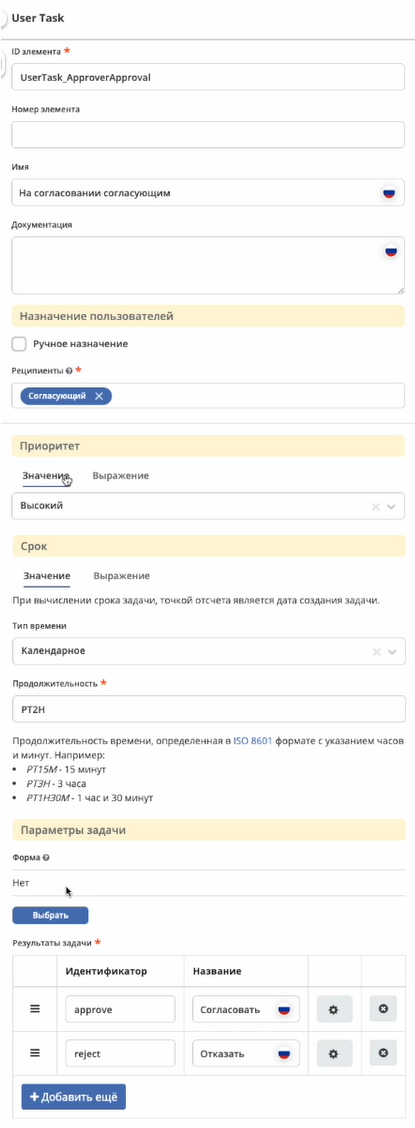 User Task
ID элемента *
UserTask_ApproverApproval
Номер элемента
Имя
На согласовании согласующим
Документация
Назначение пользователей
Ручное назначение
Реципиенты *
Согласующий
Приоритет
Значение Выражение
Высокий
Срок
Значение Выражение
При вычислении срока задачи, точкой отсчета является дата создания задачи.
Тип времени
Календарное
Продолжительность *
PT2H
Продолжительность времени, определенная в ISO 8601 формате с указанием часов
и минут. Например:
• PT15M - 15 минут
• PT3H - 3 часа
• PT1H30M - 1 час и 30 минут
Параметры задачи
Форма
Нет
Выбрать
Результаты задачи *
Идентификатор Название
approve Согласовать
reject Отказать
+ Добавить ещё